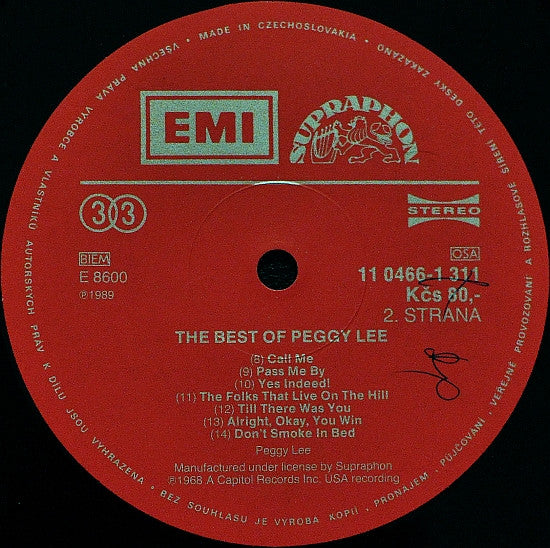 VŠECHNA PRÁVA VÝROBCE A VLASTNÍKŮ AUTORSKÝCH PRÁV K DÍLU JSOU VYHRAZENA • BEZ SOUHLASU JE VÝROBA KOPIÍ • PRONÁJEM • PŮJČOVÁNÍ • VEREJNÉ PROVOZOVÁNÍ A ROZHLASOVÉ ŠÍŘENÍ TÉTO DESKY ZAKÁZÁNO • MADE IN CZECHOSLOVAKIA •
EMI
SUPRAPHON
33
STEREO
BIEM
OSA
E 8600
11 0466-1 311
℗1989
Kčs 80,-
2. STRANA
THE BEST OF PEGGY LEE
(8) Call Me
(9) Pass Me By
(10) Yes Indeed!
(11) The Folks That Live On The Hill
(12) Till There Was You
(13) Alright, Okay, You Win
(14) Don't Smoke In Bed
Peggy Lee
Manufactured under license by Supraphon
℗1968 A Capitol Records Inc. USA recording